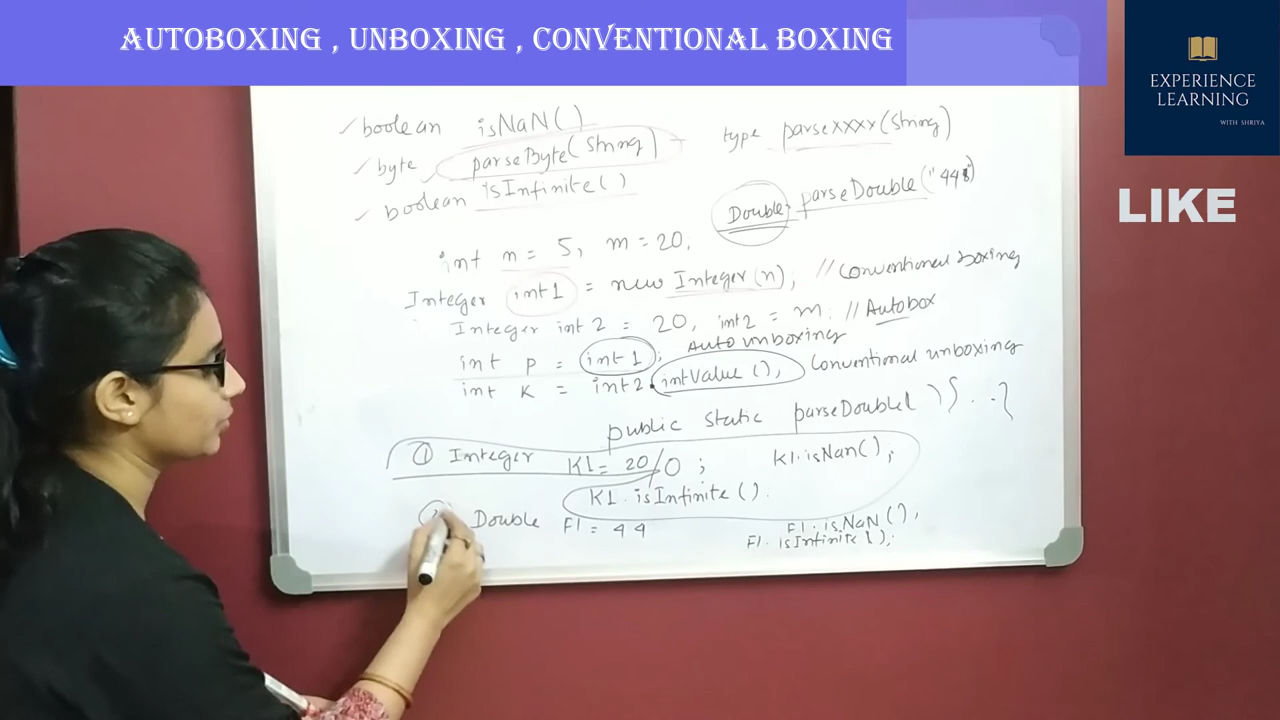 AUTOBOXING , UNBOXING , CONVENTIONAL BOXING
EXPERIENCE
LEARNING
WITH SHRIYA
LIKE
boolean isNaN()
byte parseByte(String)
type parseXXXX(String)
boolean isInfinite()
Double. parseDouble("448")
int n = 5, m = 20;
Integer int1 = new Integer(n); // Conventional boxing
Integer int2 = 20, int2 = m. // Autobox
int p = int1; Auto unboxing
int K = int2.intValue(), Conventional unboxing
public static parseDouble( ) { . . }
① Integer K1 = 20/0 ; K1.isNan();
K1.isInfinite().
Double F1 = 44 F1.isNaN(),
F1.isInfinite();